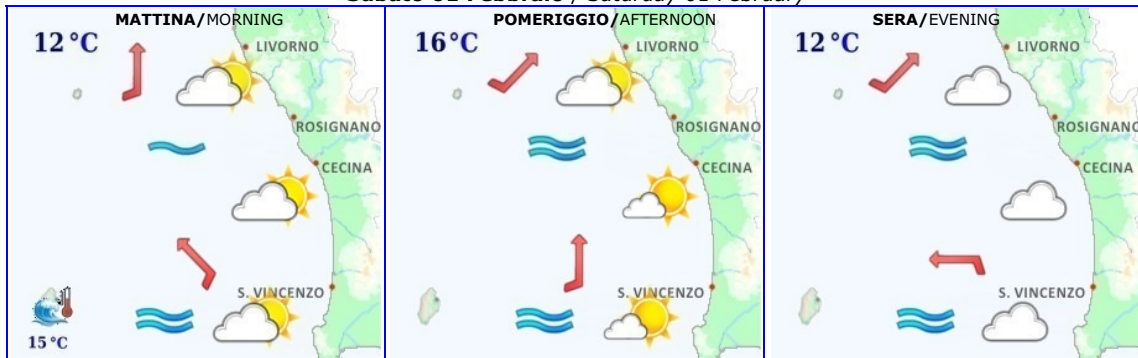 MATTINA/MORNING
12 °C
LIVORNO
ROSIGNANO
CECINA
S. VINCENZO
15 °C
POMERIGGIO/AFTERNOON
16 °C
LIVORNO
ROSIGNANO
CECINA
S. VINCENZO
SERA/EVENING
12 °C
LIVORNO
ROSIGNANO
CECINA
S. VINCENZO